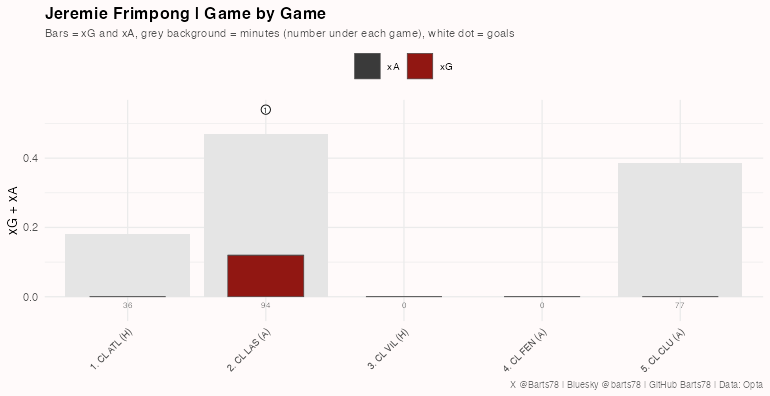 Jeremie Frimpong | Game by Game
Bars = xG and xA, grey background = minutes (number under each game), white dot = goals
xA xG
xG + xA
0.4
0.2
0.0
1
36 94 0 0 77
1. CL ATL (H)
2. CL LAS (A)
3. CL VIL (H)
4. CL FEN (A)
5. CL CLU (A)
X @Barts78 | Bluesky @barts78 | GitHub Barts78 | Data: Opta